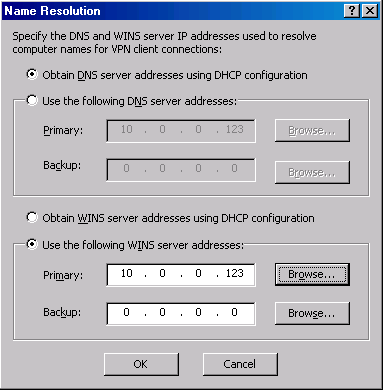 Name Resolution
Specify the DNS and WINS server IP addresses used to resolve
computer names for VPN client connections:
Obtain DNS server addresses using DHCP configuration
Use the following DNS server addresses:
Primary: 10 . 0 . 0 . 123 Browse...
Backup: 0 . 0 . 0 . 0 Browse...
Obtain WINS server addresses using DHCP configuration
Use the following WINS server addresses:
Primary: 10 . 0 . 0 . 123 Browse...
Backup: 0 . 0 . 0 . 0 Browse...
OK Cancel